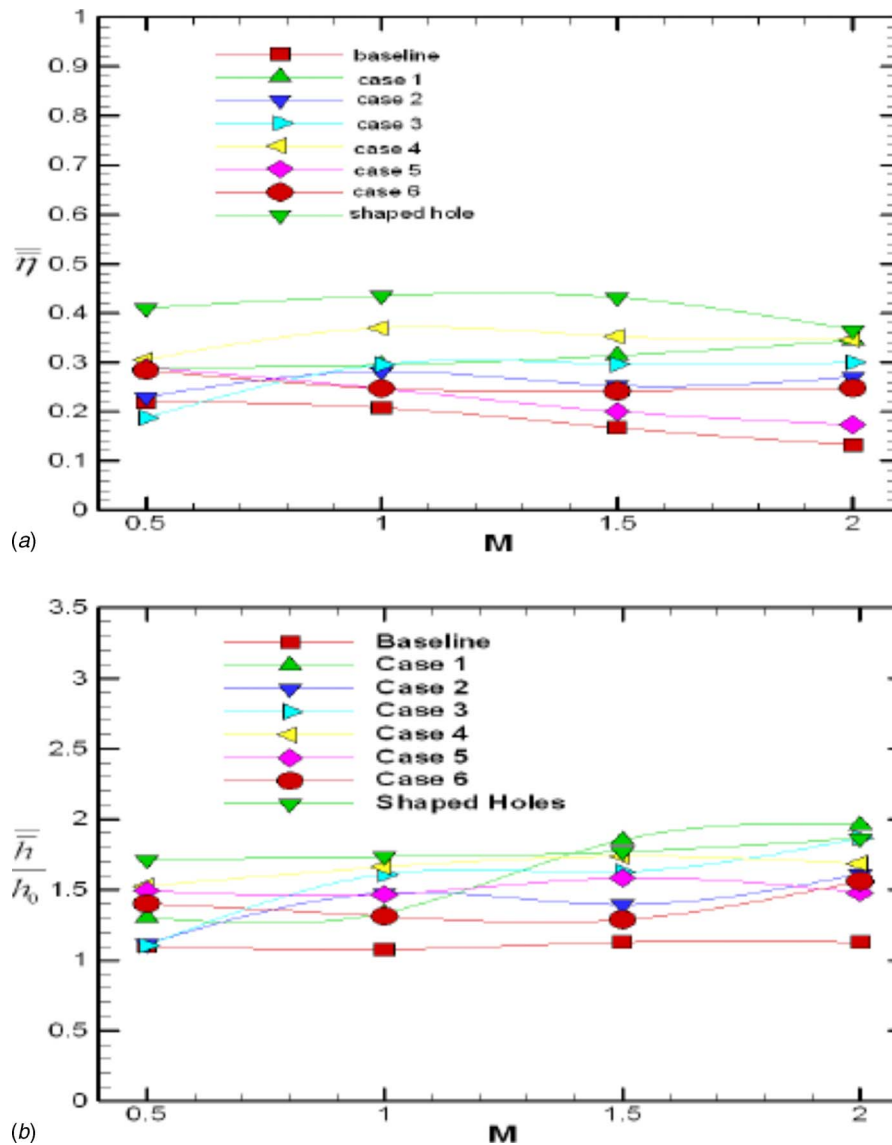 1
0.9
0.8
0.7
0.6
0.5
0.4
0.3
0.2
0.1
0
η
baseline
case 1
case 2
case 3
case 4
case 5
case 6
shaped hole
0.5 1 1.5 2
M
(a)
3.5
3
2.5
2
1.5
1
0.5
0
h
h₀
Baseline
Case 1
Case 2
Case 3
Case 4
Case 5
Case 6
Shaped Holes
0.5 1 1.5 2
M
(b)